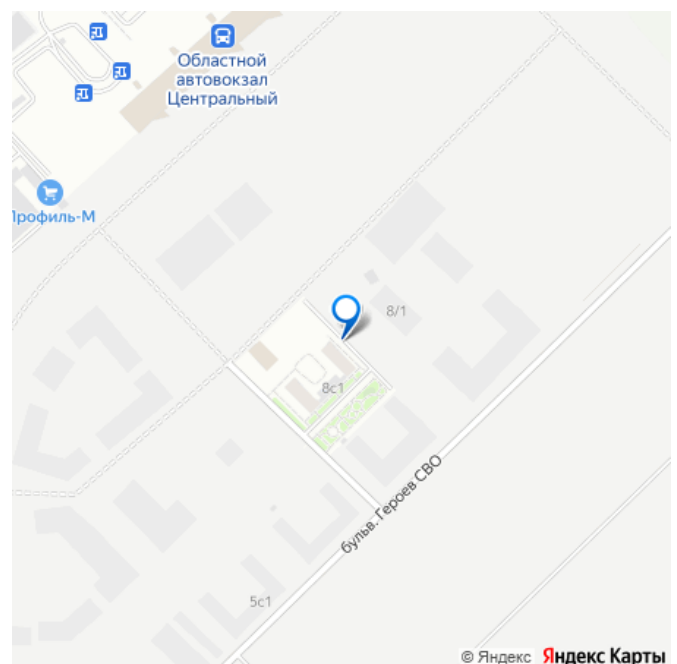 Областной
автовокзал
Центральный
Профиль-М
8/1
8с1
бульв. Героев СВО
5с1
© Яндекс Яндекс Карты